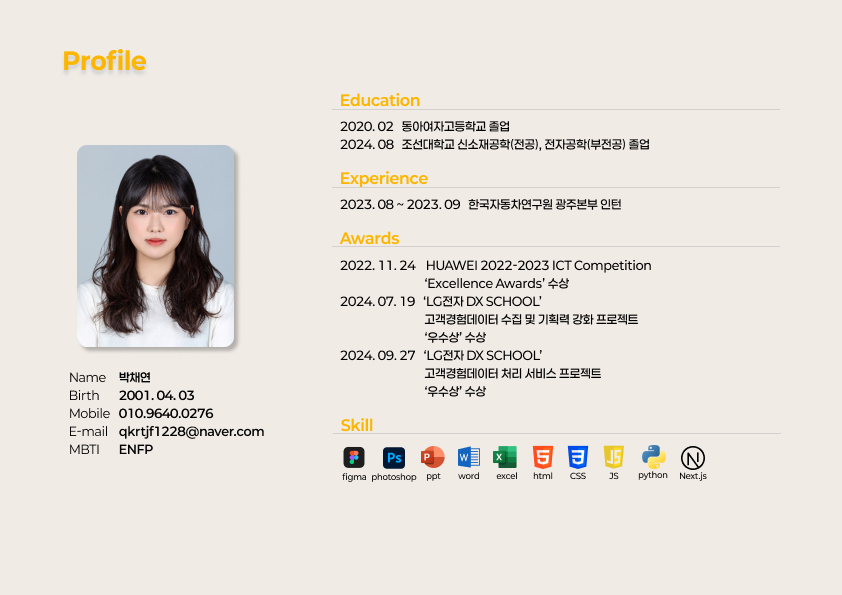 Profile
Education
2020. 02 동아여자고등학교 졸업
2024. 08 조선대학교 신소재공학(전공), 전자공학(부전공) 졸업
Experience
2023. 08 ~ 2023. 09 한국자동차연구원 광주본부 인턴
Awards
2022. 11. 24 HUAWEI 2022-2023 ICT Competition
‘Excellence Awards’ 수상
2024. 07. 19 ‘LG전자 DX SCHOOL’
고객경험데이터 수집 및 기획력 강화 프로젝트
‘우수상’ 수상
2024. 09. 27 ‘LG전자 DX SCHOOL’
고객경험데이터 처리 서비스 프로젝트
‘우수상’ 수상
Name 박채연
Birth 2001. 04. 03
Mobile 010.9640.0276
E-mail qkrtjf1228@naver.com
MBTI ENFP
Skill
Ps P W X 5 3 JS N
figma photoshop ppt word excel html CSS JS python Next.js